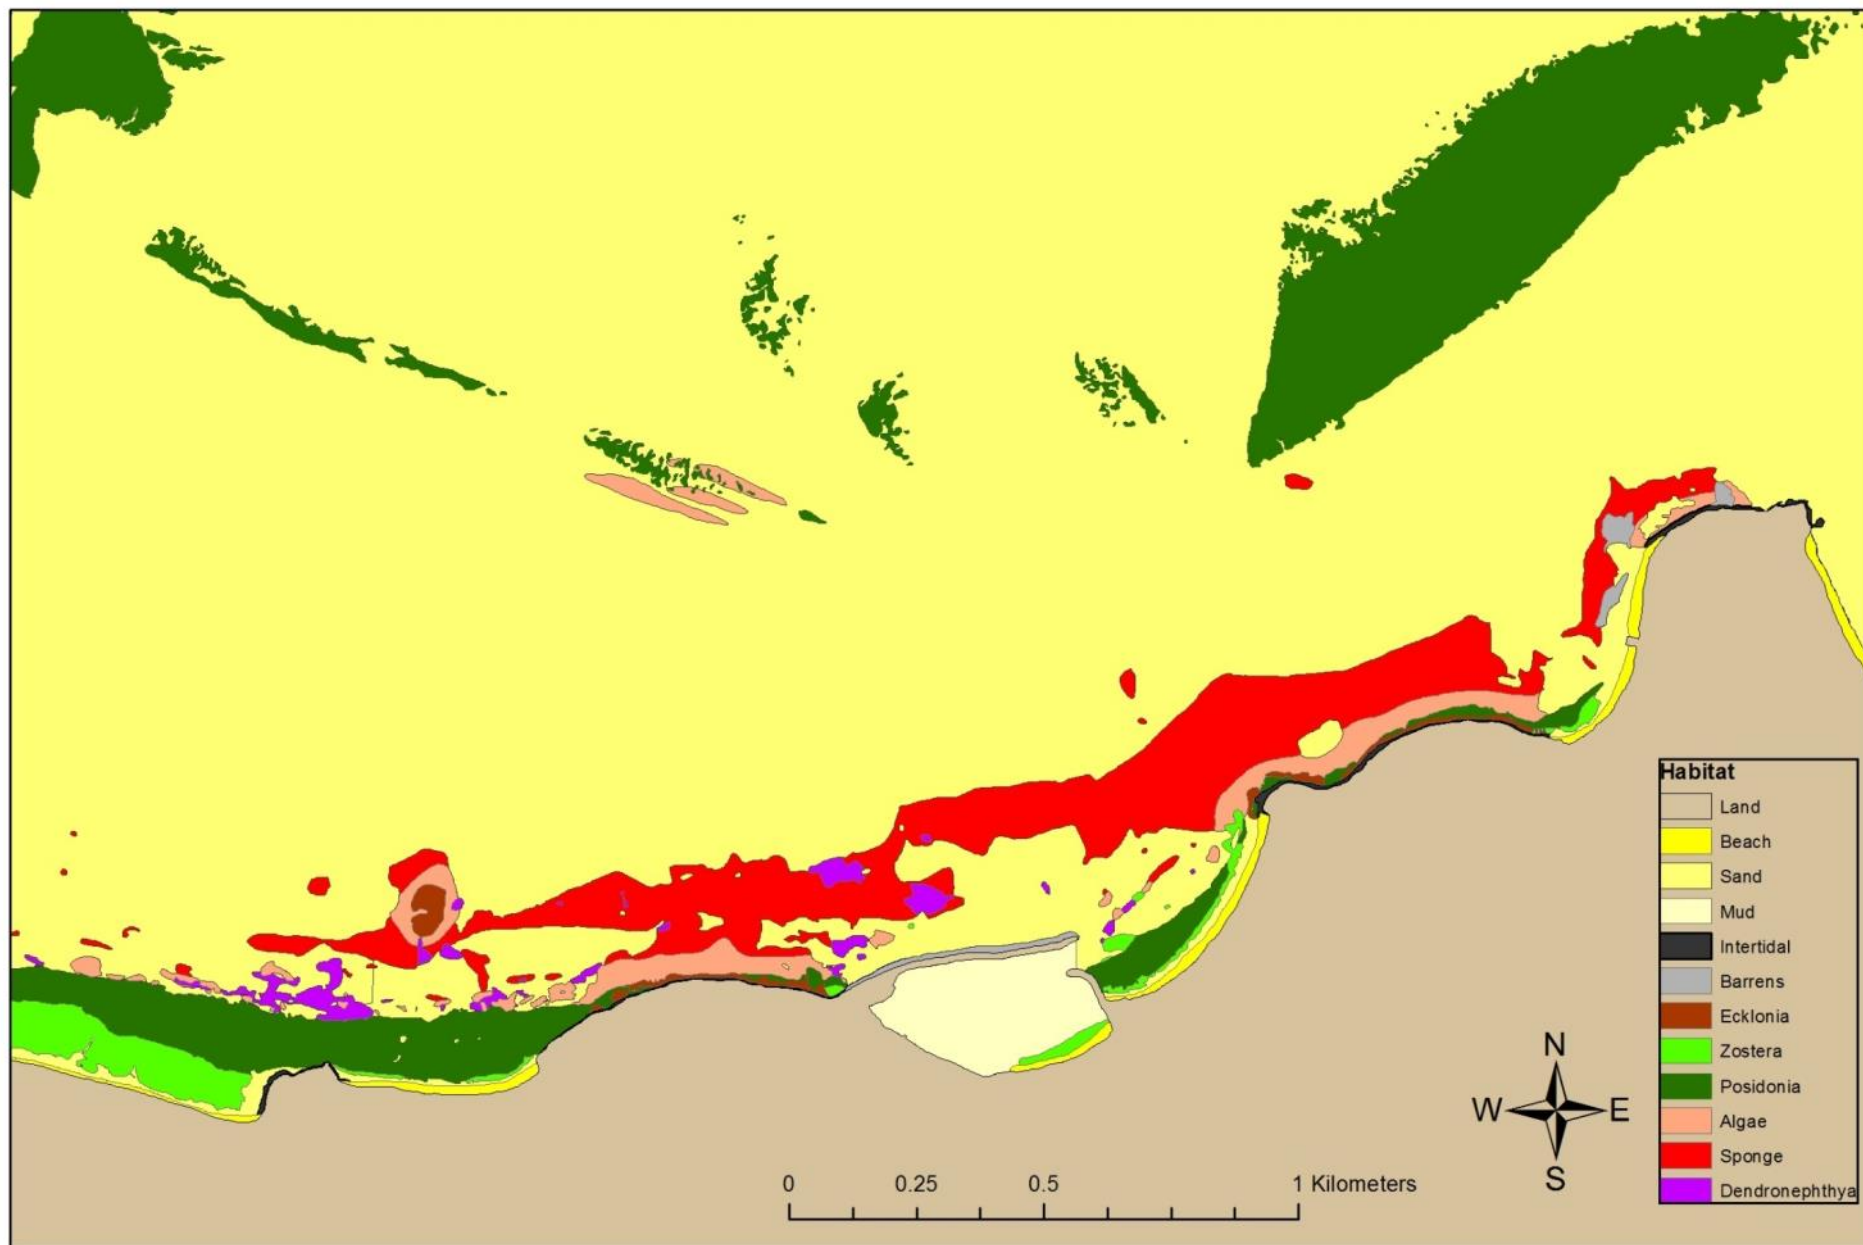 Habitat
Land
Beach
Sand
Mud
Intertidal
Barrens
Ecklonia
Zostera
Posidonia
Algae
Sponge
Dendronephthya
N
W E
S
0 0.25 0.5 1 Kilometers